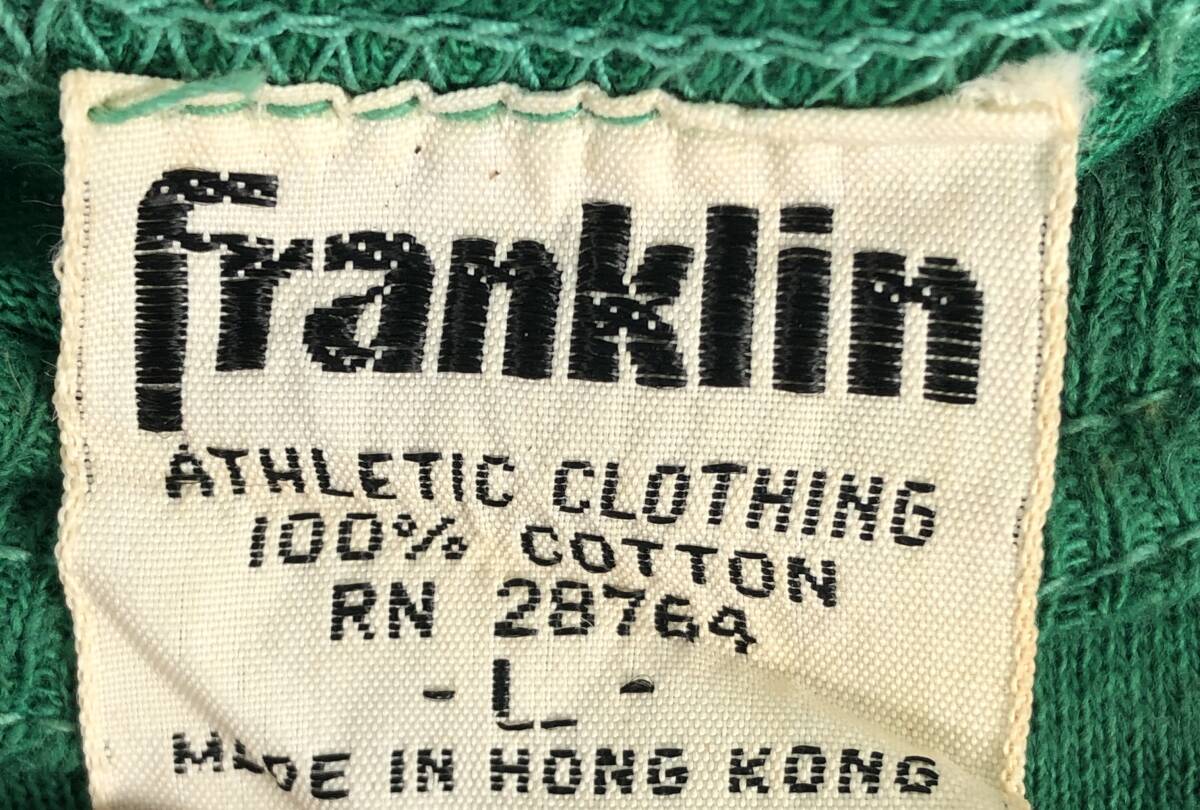 Franklin
ATHLETIC CLOTHING
100% COTTON
RN 28764
- L -
MADE IN HONG KONG